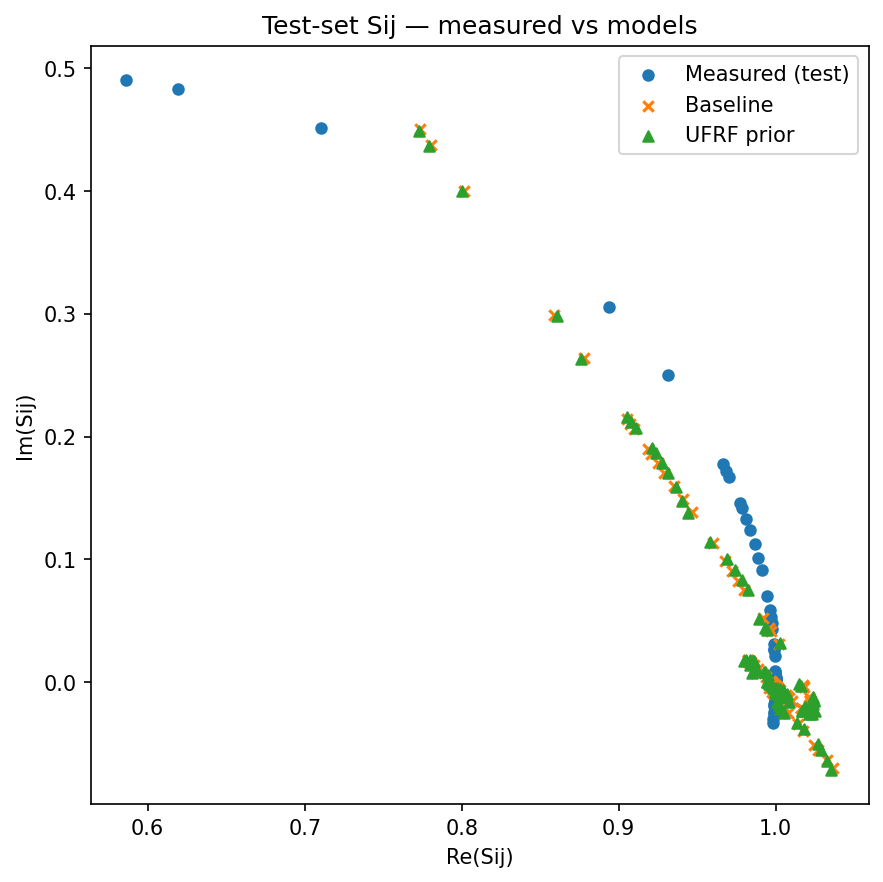 Test-set Sij — measured vs models
Measured (test)
Baseline
UFRF prior
0.5
0.4
0.3
0.2
0.1
0.0
Im(Sij)
0.6
0.7
0.8
0.9
1.0
Re(Sij)